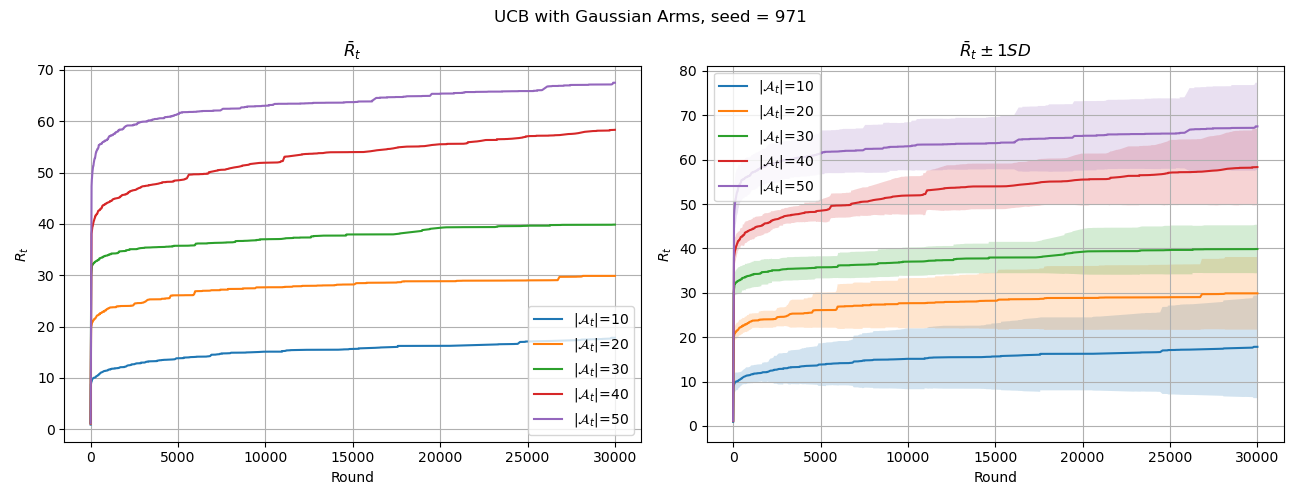 UCB with Gaussian Arms, seed = 971
R̄ₜ
70
60
50
40
30
20
10
0
Rₜ
0 5000 10000 15000 20000 25000 30000
Round
|𝒜ₜ|=10
|𝒜ₜ|=20
|𝒜ₜ|=30
|𝒜ₜ|=40
|𝒜ₜ|=50
R̄ₜ ± 1SD
80
70
60
50
40
30
20
10
0
Rₜ
0 5000 10000 15000 20000 25000 30000
Round
|𝒜ₜ|=10
|𝒜ₜ|=20
|𝒜ₜ|=30
|𝒜ₜ|=40
|𝒜ₜ|=50